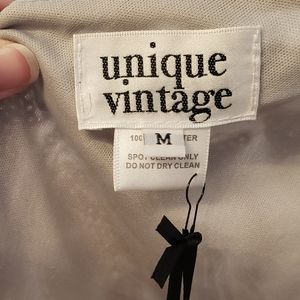 unique
vintage
M
SPOT CLEAN ONLY
DO NOT DRY CLEAN